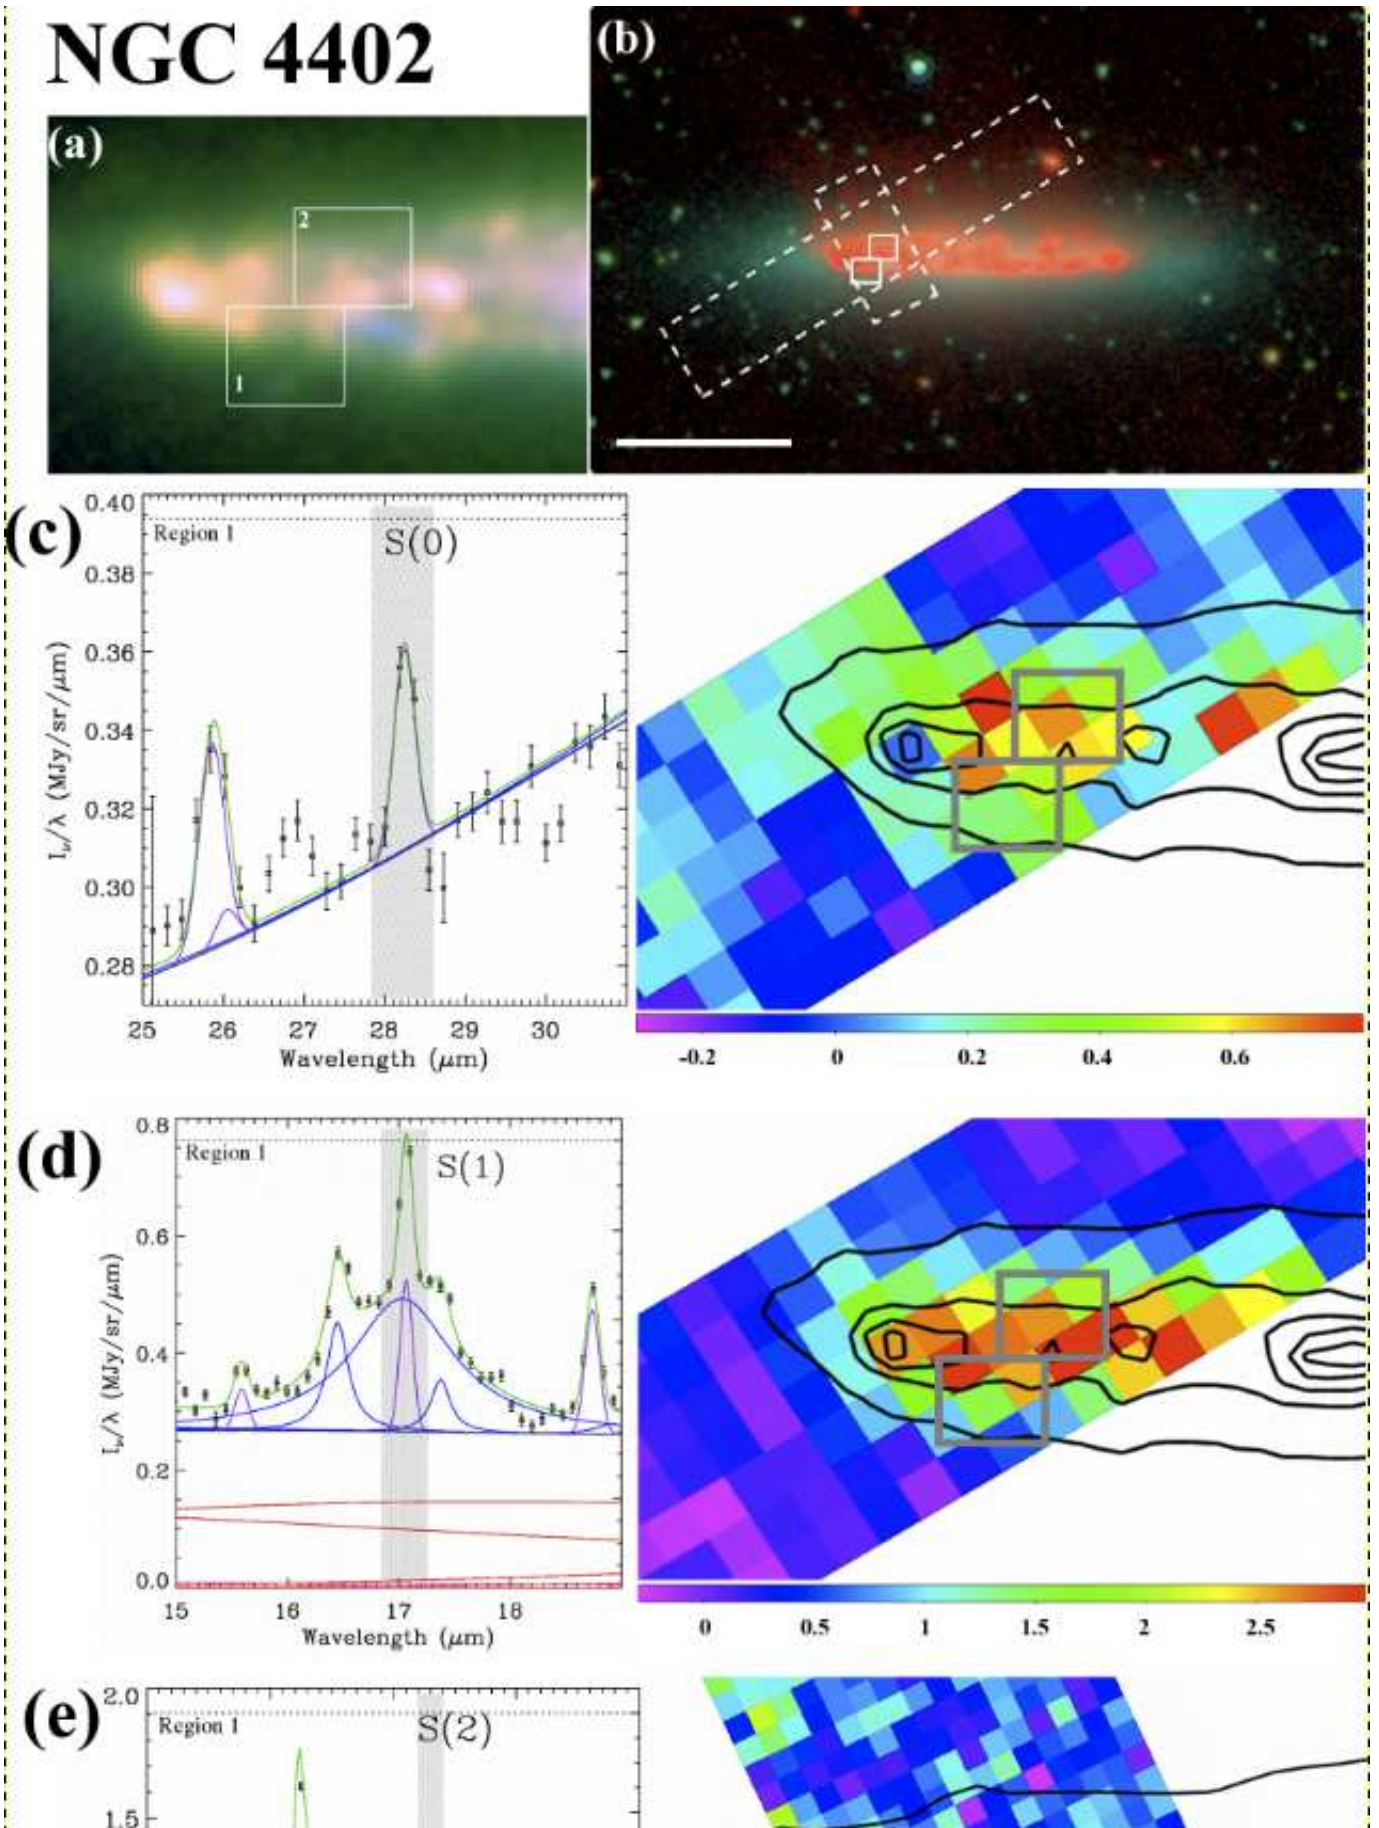 NGC 4402
(a)
2
1
(b)
(c)
0.40
Region 1
S(0)
0.38
0.36
0.34
0.32
0.30
0.28
I_ν/λ (MJy/sr/μm)
25 26 27 28 29 30
Wavelength (μm)
-0.2 0 0.2 0.4 0.6
(d)
0.8
Region 1
S(1)
0.6
0.4
0.2
0.0
I_ν/λ (MJy/sr/μm)
15 16 17 18
Wavelength (μm)
0 0.5 1 1.5 2 2.5
(e)
2.0
Region 1
S(2)
1.5